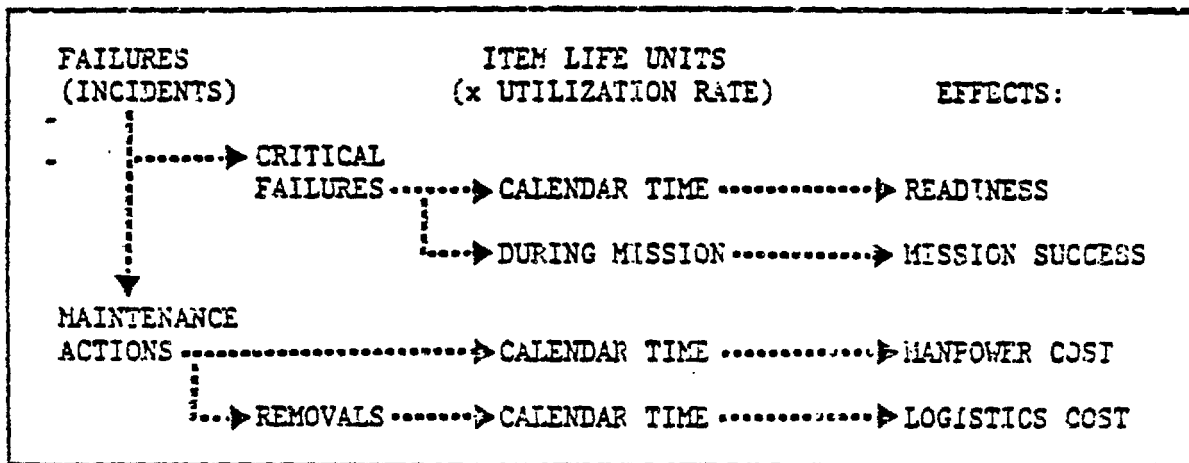 FAILURES ITEM LIFE UNITS
(INCIDENTS) (x UTILIZATION RATE) EFFECTS:
CRITICAL
FAILURES CALENDAR TIME READINESS
DURING MISSION MISSION SUCCESS
MAINTENANCE
ACTIONS CALENDAR TIME MANPOWER COST
REMOVALS CALENDAR TIME LOGISTICS COST